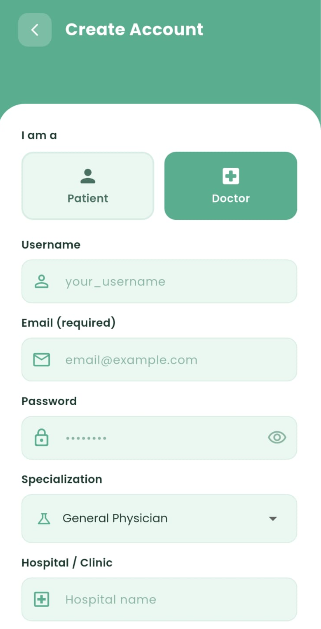 Create Account
I am a
Patient
Doctor
Username
your_username
Email (required)
email@example.com
Password
••••••••
Specialization
General Physician
Hospital / Clinic
Hospital name